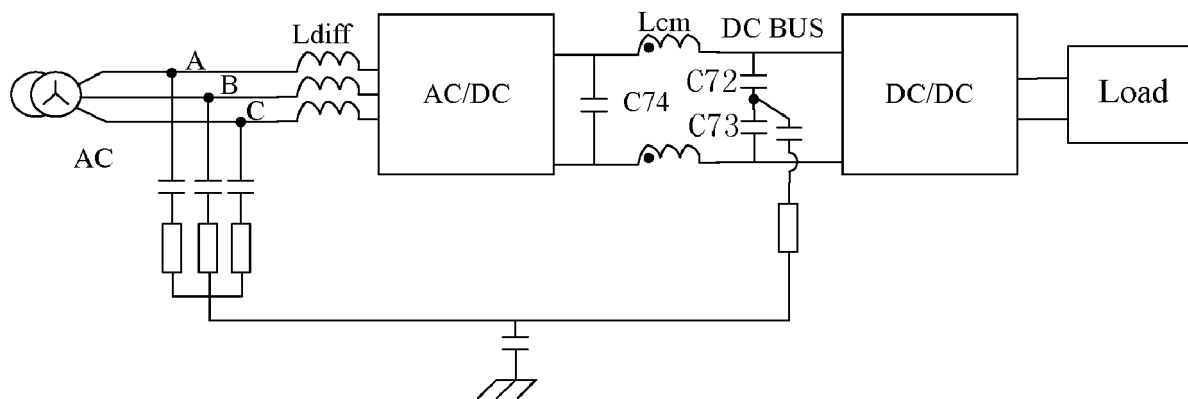 Ldiff
A
B
C
AC
AC/DC
C74
Lcm
DC BUS
C72
C73
DC/DC
Load